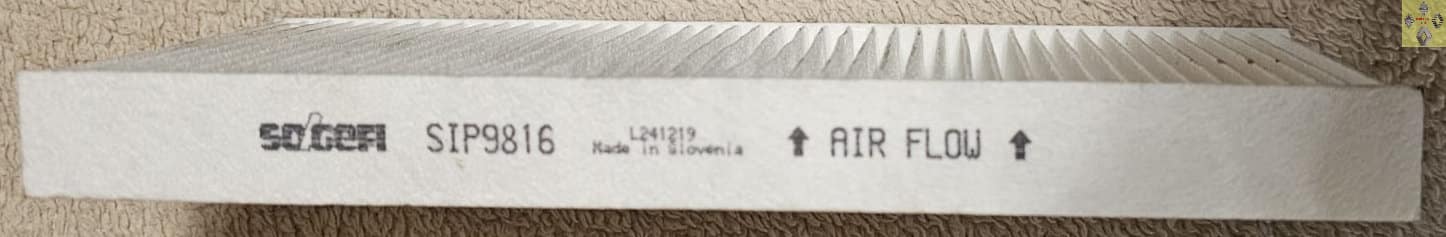 SOGEFI SIP9816 L241219 ↑ AIR FLOW ↑
Made in Slovenia